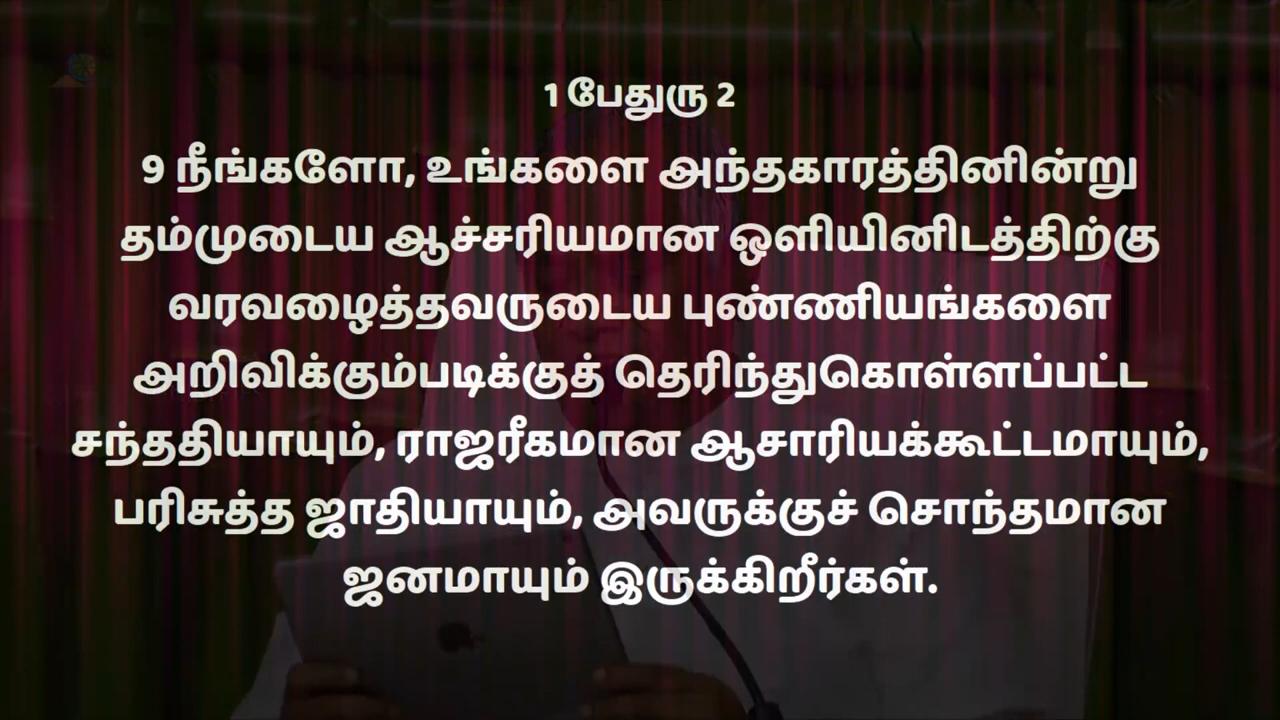 1 பேதுரு 2
9 நீங்களோ, உங்களை அந்தகாரத்தினின்று
தம்முடைய ஆச்சரியமான ஒளியினிடத்திற்கு
வரவழைத்தவருடைய புண்ணியங்களை
அறிவிக்கும்படிக்குத் தெரிந்துகொள்ளப்பட்ட
சந்ததியாயும், ராஜரீகமான ஆசாரியக்கூட்டமாயும்,
பரிசுத்த ஜாதியாயும், அவருக்குச் சொந்தமான
ஜனமாயும் இருக்கிறீர்கள்.